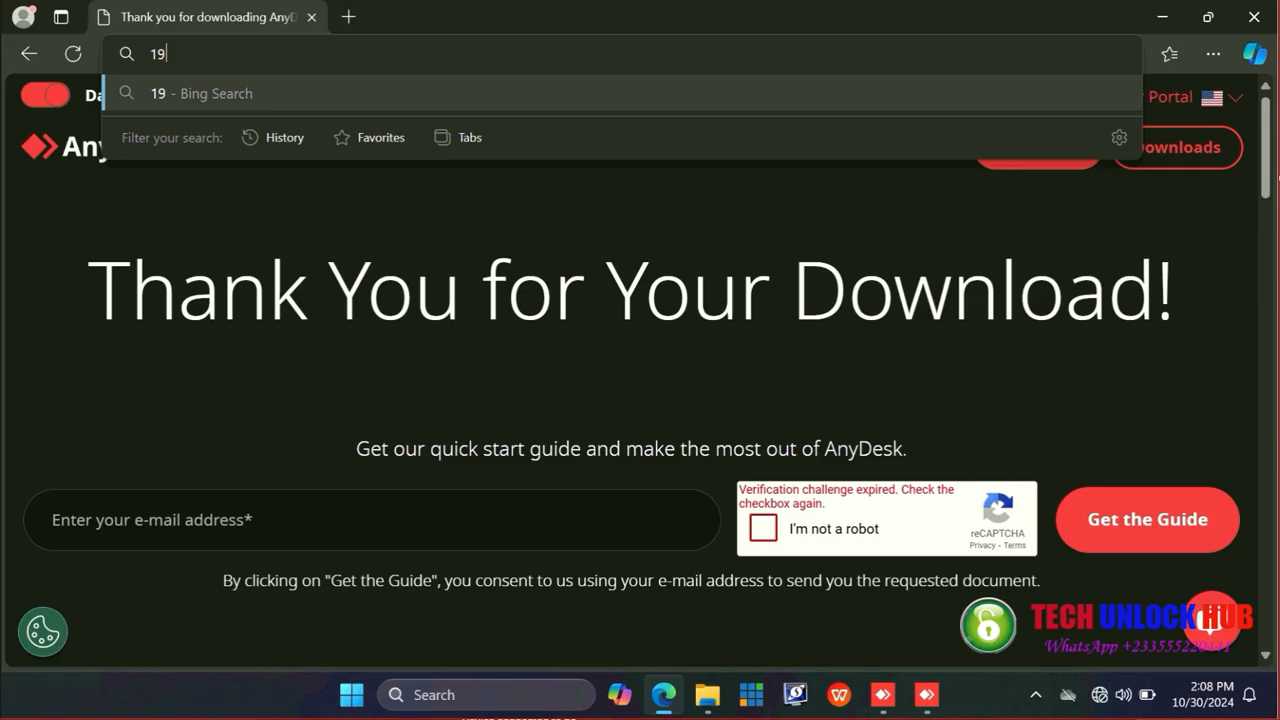 Thank you for downloading AnyD
19
19 - Bing Search
Filter your search: History Favorites Tabs
Portal
Downloads
Thank You for Your Download!
Get our quick start guide and make the most out of AnyDesk.
Enter your e-mail address*
Verification challenge expired. Check the
checkbox again.
I'm not a robot
reCAPTCHA
Privacy - Terms
Get the Guide
By clicking on "Get the Guide", you consent to us using your e-mail address to send you the requested document.
TECH UNLOCK HUB
Search
2:08 PM
10/30/2024